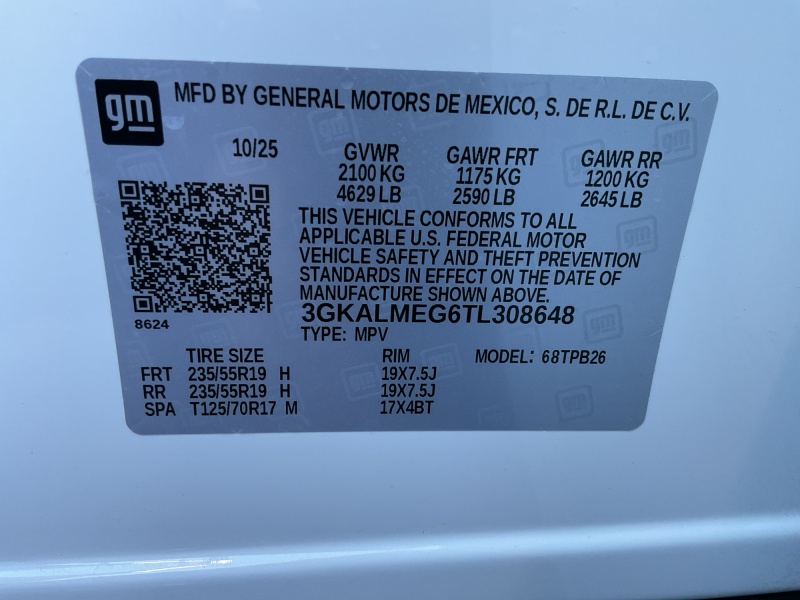 gm MFD BY GENERAL MOTORS DE MEXICO, S. DE R.L. DE C.V.
10/25 GVWR GAWR FRT GAWR RR
2100 KG 1175 KG 1200 KG
4629 LB 2590 LB 2645 LB
THIS VEHICLE CONFORMS TO ALL
APPLICABLE U.S. FEDERAL MOTOR
VEHICLE SAFETY AND THEFT PREVENTION
STANDARDS IN EFFECT ON THE DATE OF
MANUFACTURE SHOWN ABOVE.
3GKALMEG6TL308648
8624
TYPE: MPV
TIRE SIZE RIM MODEL: 68TPB26
FRT 235/55R19 H 19X7.5J
RR 235/55R19 H 19X7.5J
SPA T125/70R17 M 17X4BT